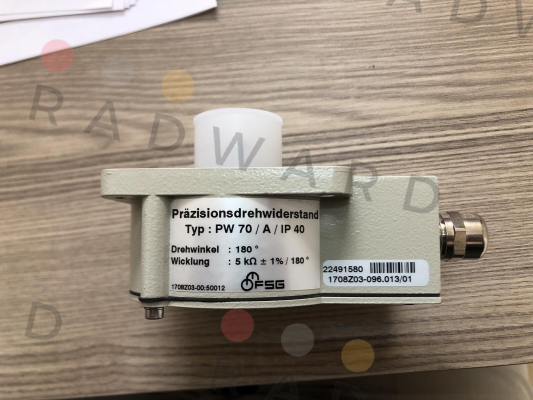 RADWARD
Präzisionsdrehwiderstand
Typ : PW 70 / A / IP 40
Drehwinkel : 180 °
Wicklung : 5 kΩ ± 1% / 180 °
1708Z03-00:50012
FSG
22491580
1708Z03-096.013/01